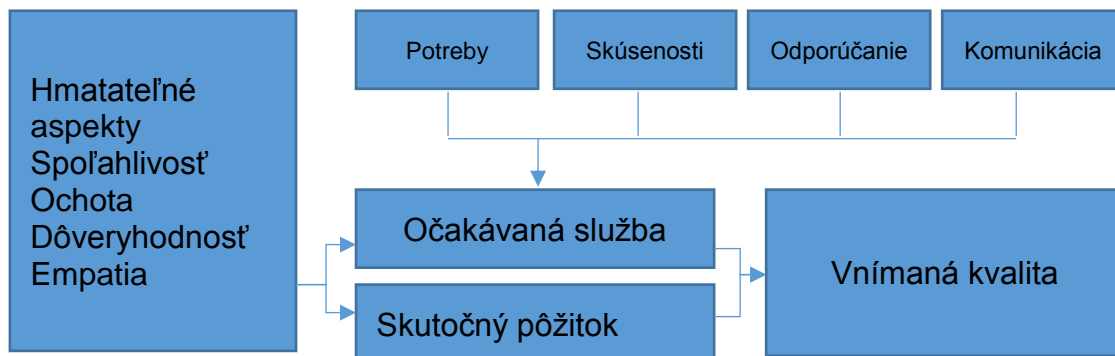 Potreby
Skúsenosti
Odporúčanie
Komunikácia
Hmatateľné
aspekty
Spoľahlivosť
Ochota
Dôveryhodnosť
Empatia
Očakávaná služba
Skutočný pôžitok
Vnímaná kvalita